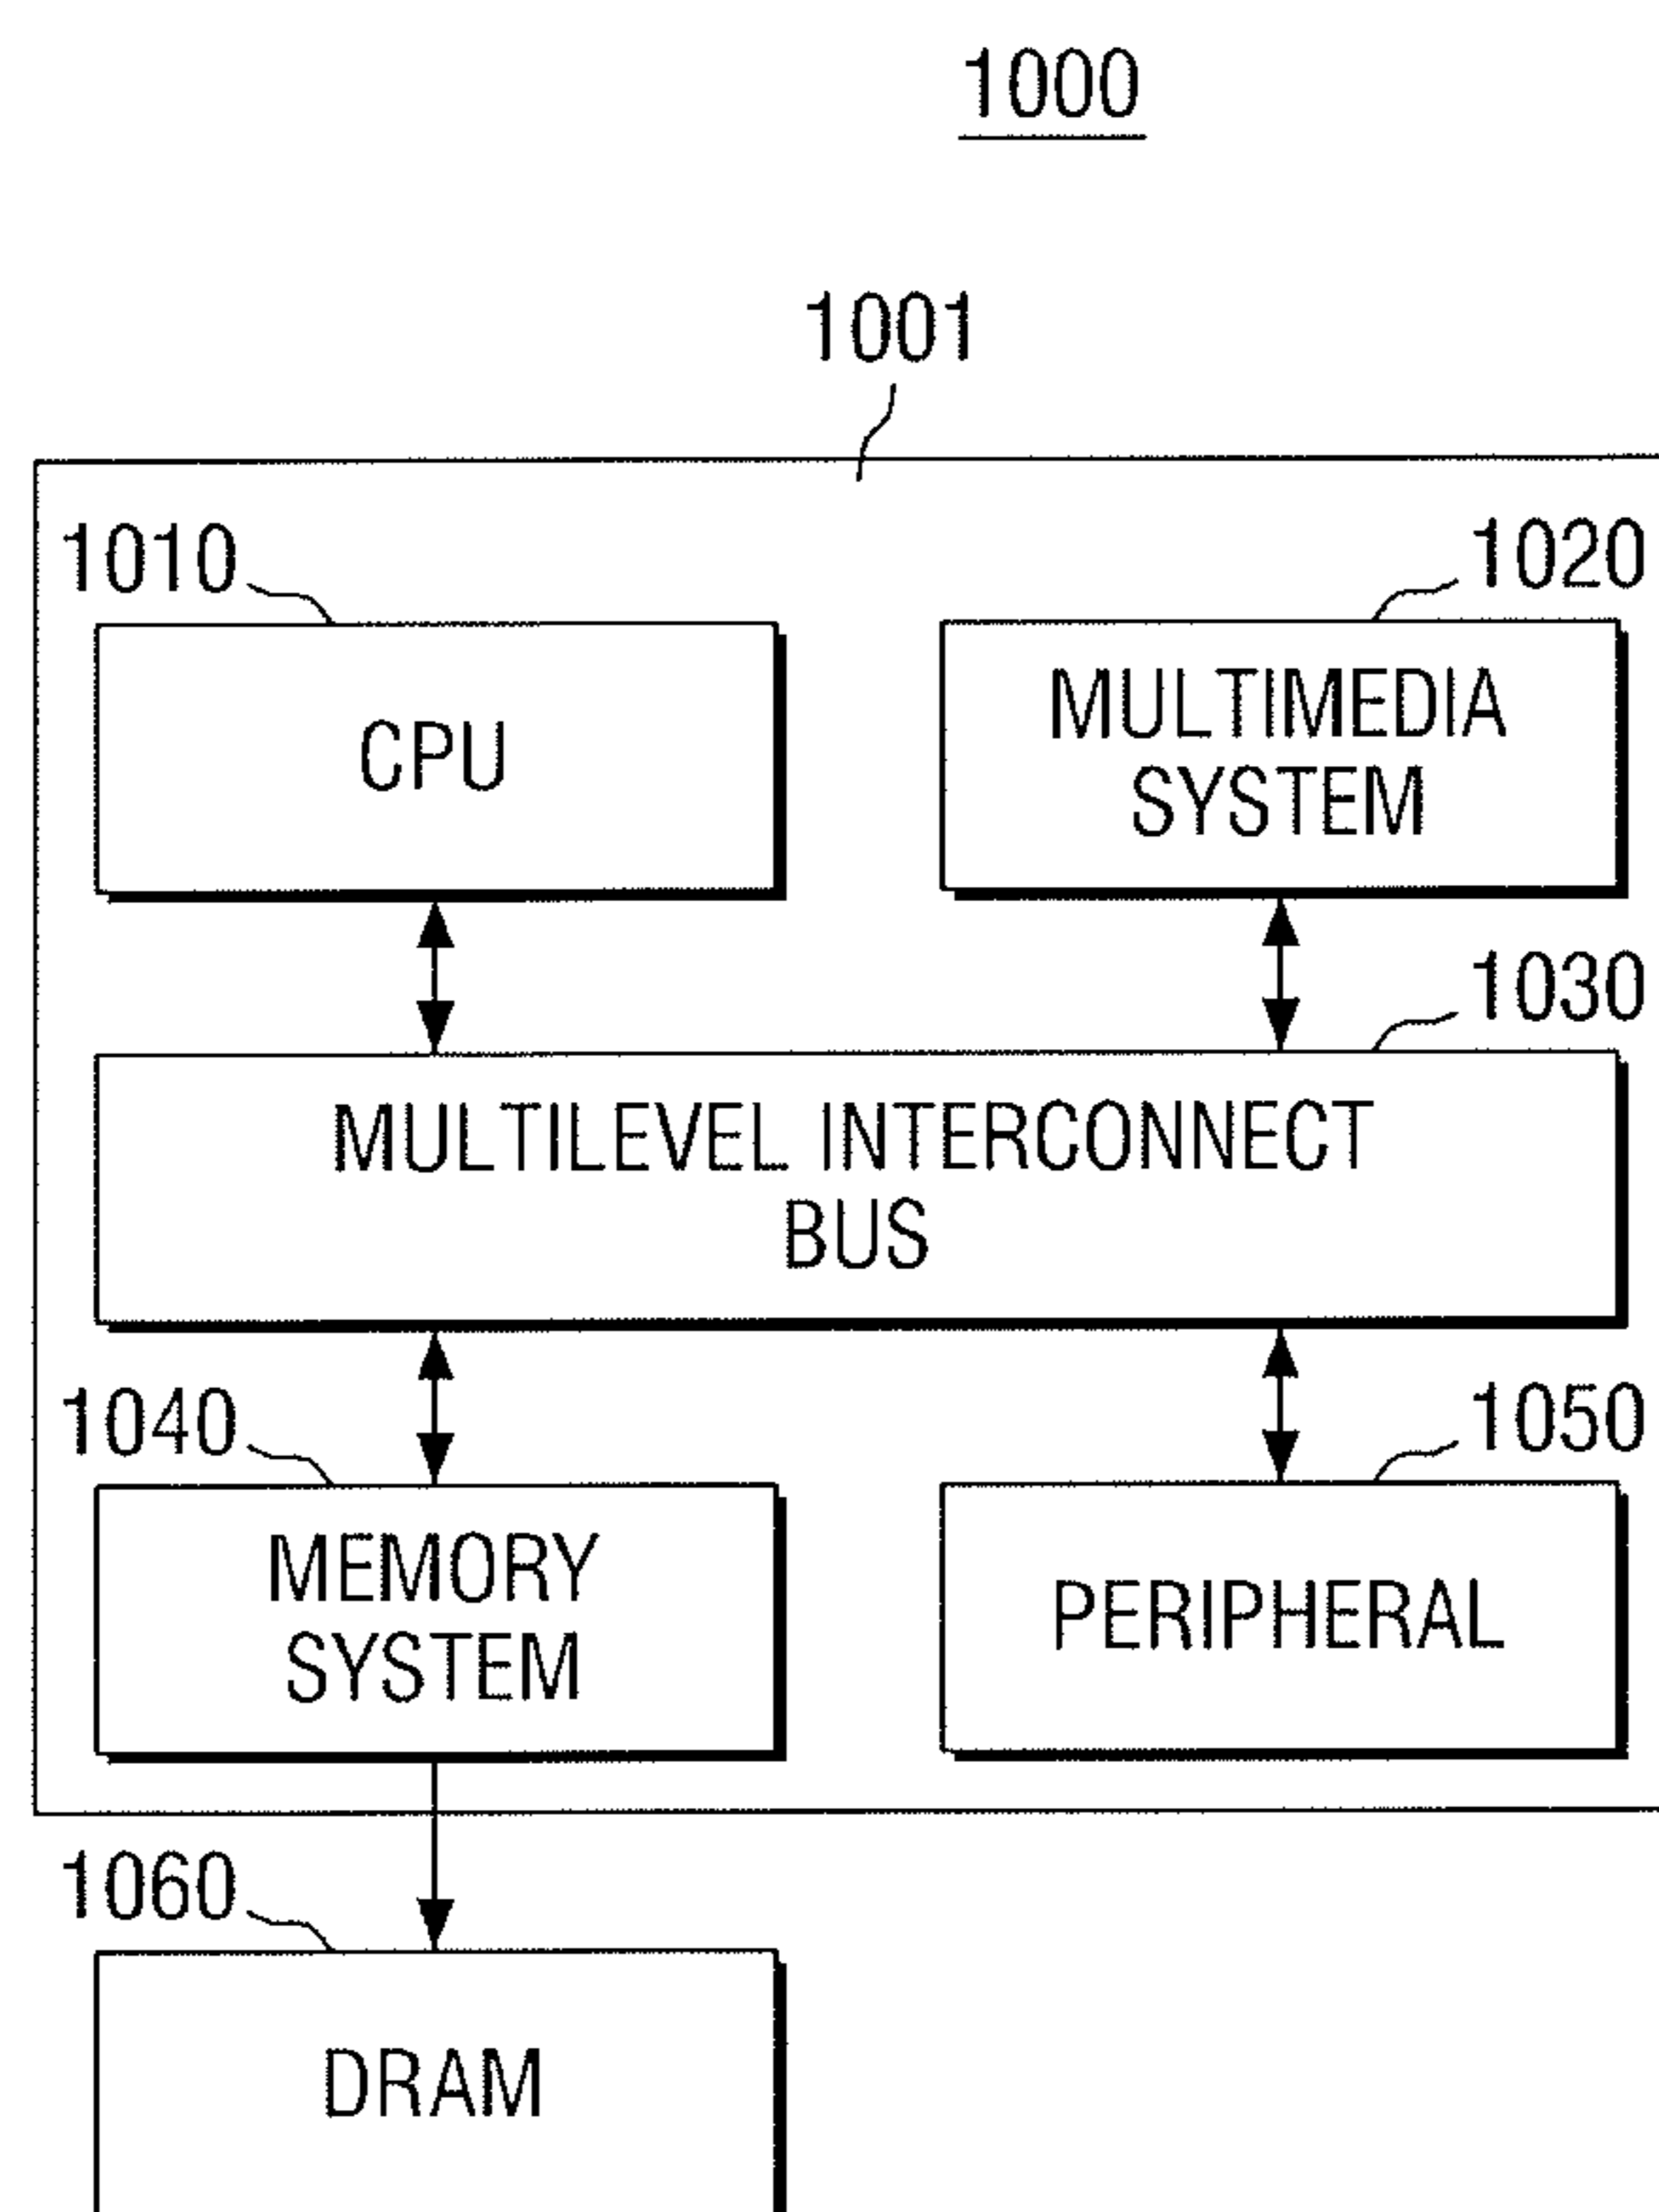 1000
1001
1010
1020
CPU
MULTIMEDIA
SYSTEM
1030
MULTILEVEL INTERCONNECT
BUS
1040
1050
MEMORY
SYSTEM
PERIPHERAL
1060
DRAM